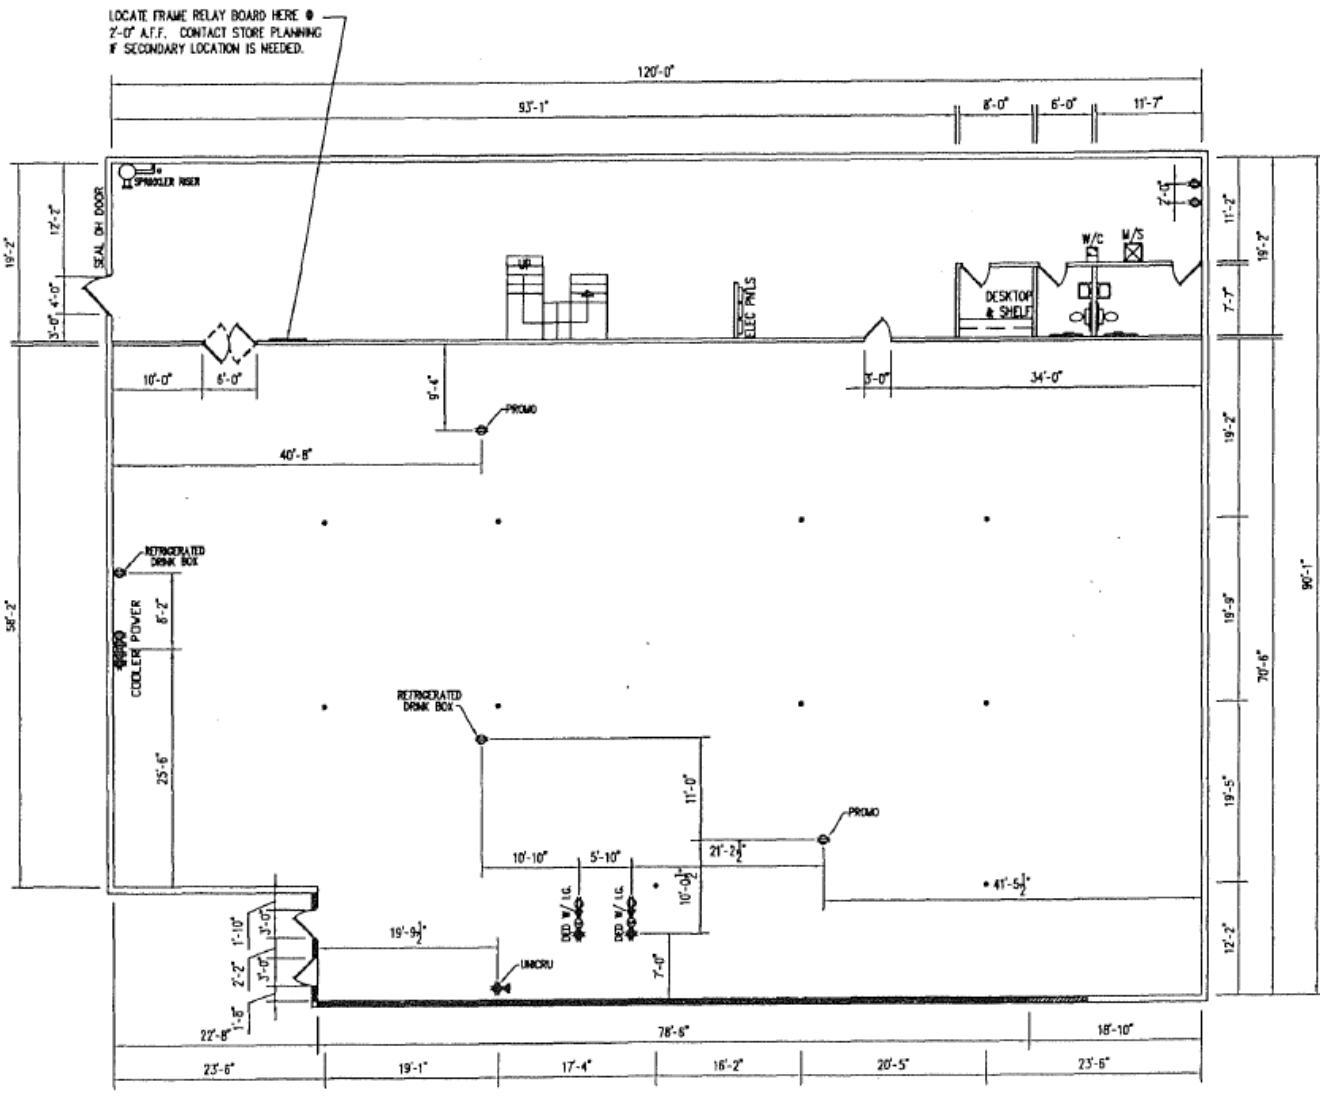 LOCATE FRAME RELAY BOARD HERE @
2'-0" A.F.F. CONTACT STORE PLANNING
IF SECONDARY LOCATION IS NEEDED.
120'-0"
93'-1"
8'-0"
6'-0"
11'-7"
SPRINKLER RISER
SEAL OH DOOR
19'-2"
12'-2"
4'-0"
3'-0"
2'-0"
11'-2"
19'-2"
7'-7"
W/C
M/S
UP
ELEC PNLS
DESKTOP
& SHELF
10'-0"
6'-0"
9'-4"
3'-0"
34'-0"
PROMO
40'-8"
19'-2"
REFRIGERATED
DRINK BOX
8'-2"
COOLER POWER
58'-2"
19'-9"
90'-1"
70'-6"
REFRIGERATED
DRINK BOX
25'-6"
11'-0"
19'-5"
PROMO
10'-10"
5'-10"
21'-2½"
10'-0½"
41'-5½"
DED W/ I.G.
DED W/ I.G.
1'-10"
3'-0"
19'-9½"
2'-2"
3'-0"
UNICRU
7'-0"
12'-2"
1'-8"
22'-8"
78'-6"
18'-10"
23'-6"
19'-1"
17'-4"
16'-2"
20'-5"
23'-6"